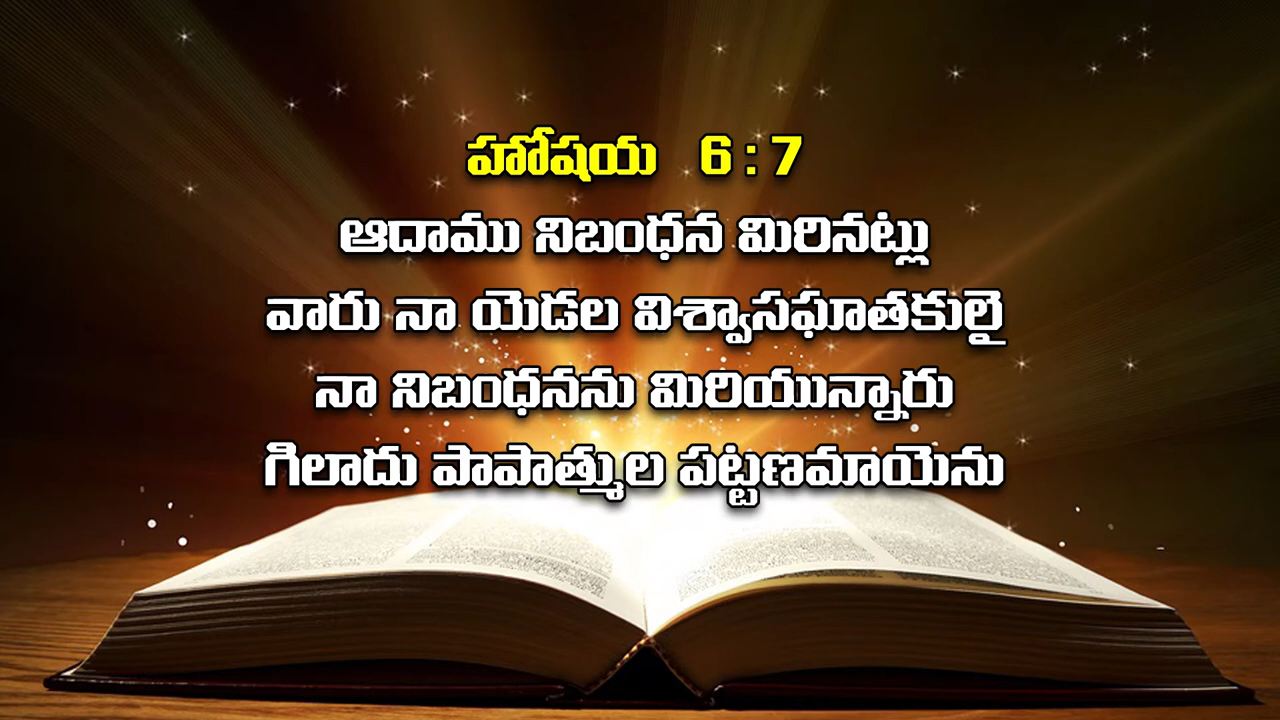 హోషయ 6 : 7
ఆదాము నిబంధన మిరినట్లు
వారు నా యెడల విశ్వాసఘాతకులై
నా నిబంధనను మిరియున్నారు
గిలాదు పాపాత్ముల పట్టణమాయెను